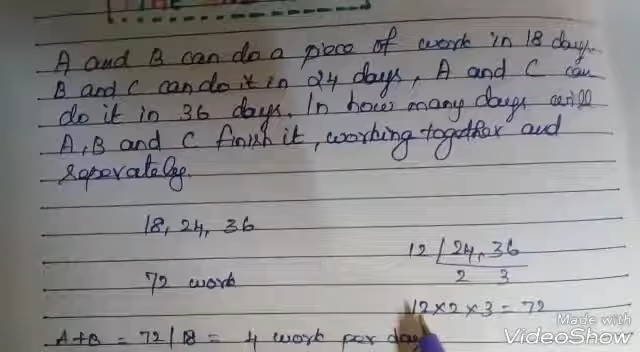 A and B can do a piece of work in 18 days.
B and C can do it in 24 days, A and C can
do it in 36 days. In how many days will
A, B and C finish it, working together and
seperately.
18, 24, 36
12 24, 36
2 3
72 work
12 × 2 × 3 = 72
A+B = 72/18 = 4 work per day
Made With
VideoShow